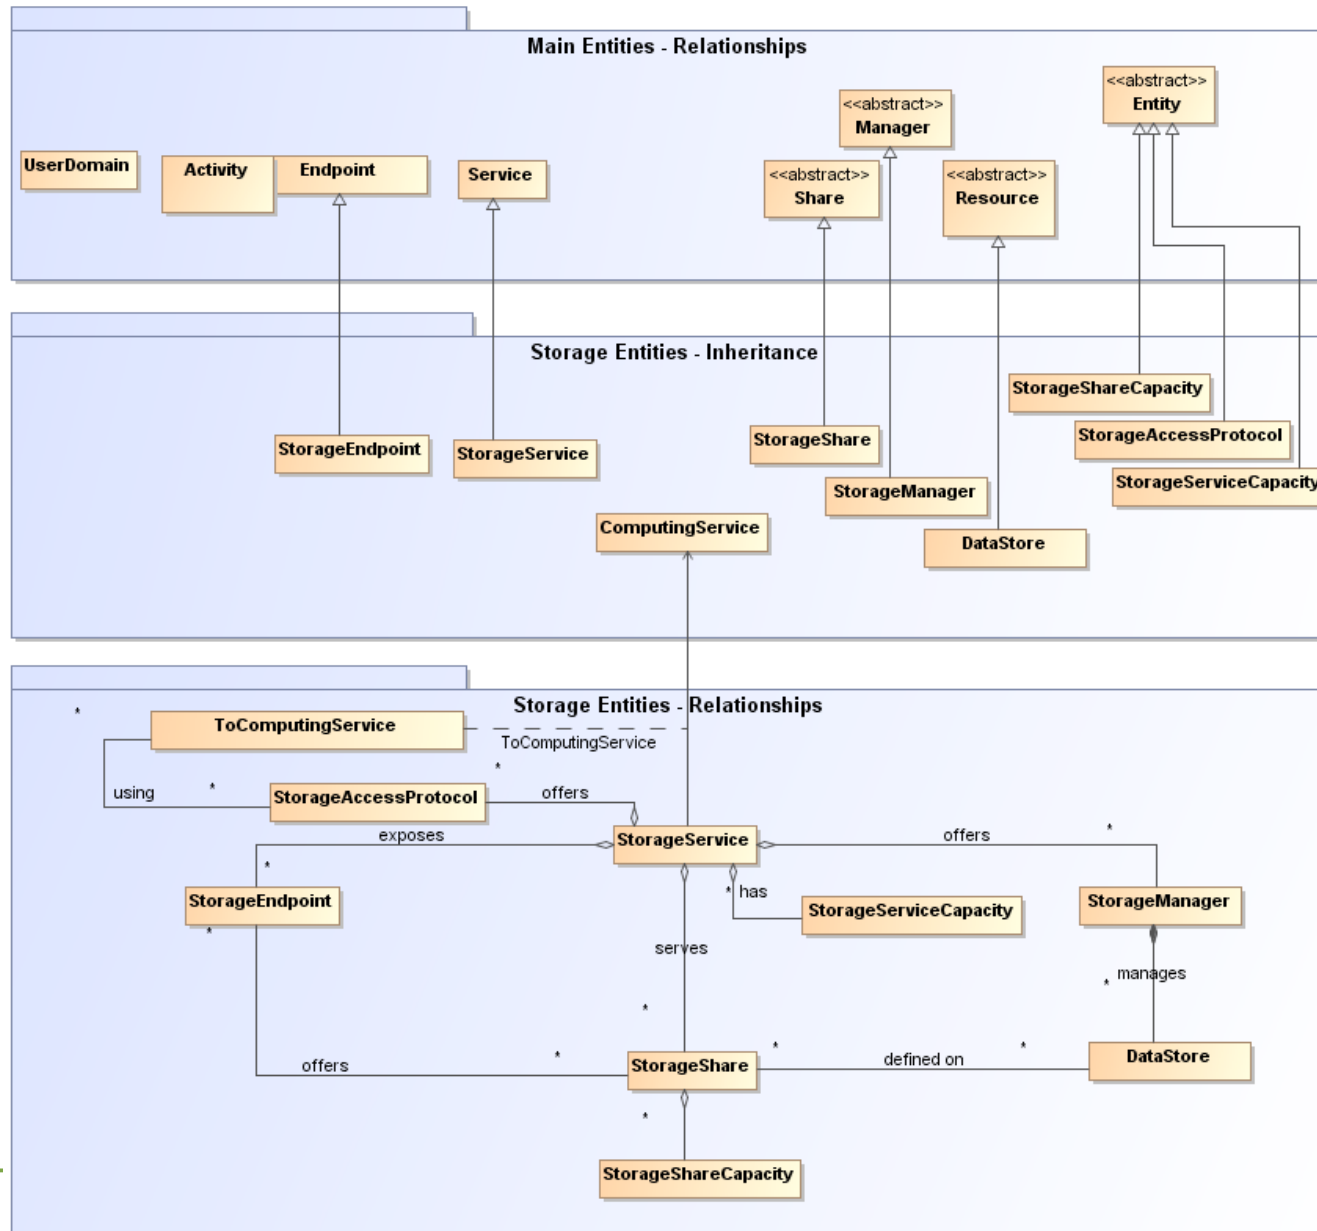 Main Entities - Relationships
<<abstract>>
Entity
<<abstract>>
Manager
UserDomain
Activity
Endpoint
Service
<<abstract>>
Share
<<abstract>>
Resource
Storage Entities - Inheritance
StorageShareCapacity
StorageEndpoint
StorageService
StorageShare
StorageAccessProtocol
StorageManager
StorageServiceCapacity
ComputingService
DataStore
Storage Entities - Relationships
*
ToComputingService
ToComputingService
*
using
*
StorageAccessProtocol
offers
exposes
StorageService
offers
*
*
StorageEndpoint
*
* has
StorageServiceCapacity
StorageManager
serves
* manages
*
offers
*
StorageShare
*
defined on
*
DataStore
*
StorageShareCapacity